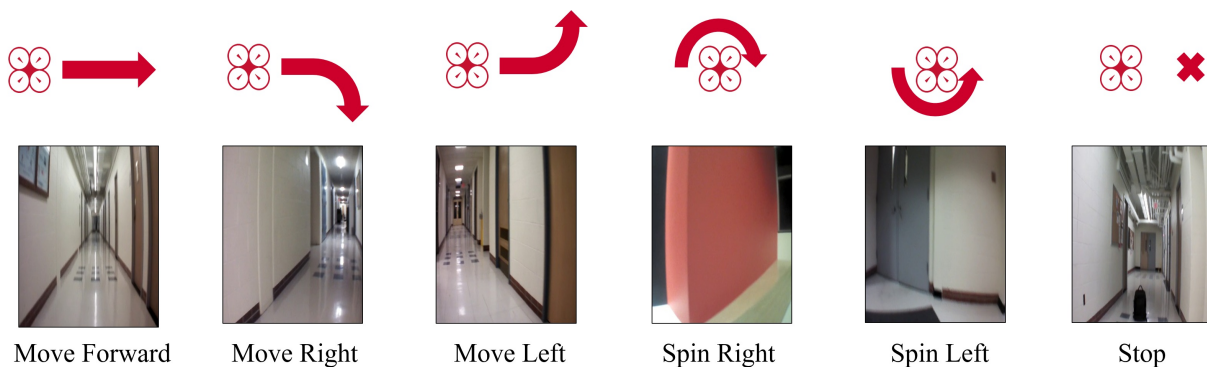 Move Forward
Move Right
Move Left
Spin Right
Spin Left
Stop